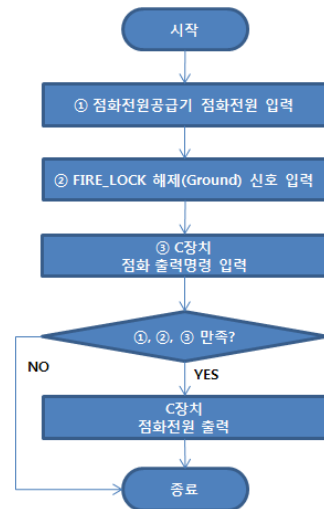 시작
① 점화전원공급기 점화전원 입력
② FIRE_LOCK 해제(Ground) 신호 입력
③ C장치
점화 출력명령 입력
①, ②, ③ 만족?
NO
YES
C장치
점화전원 출력
종료